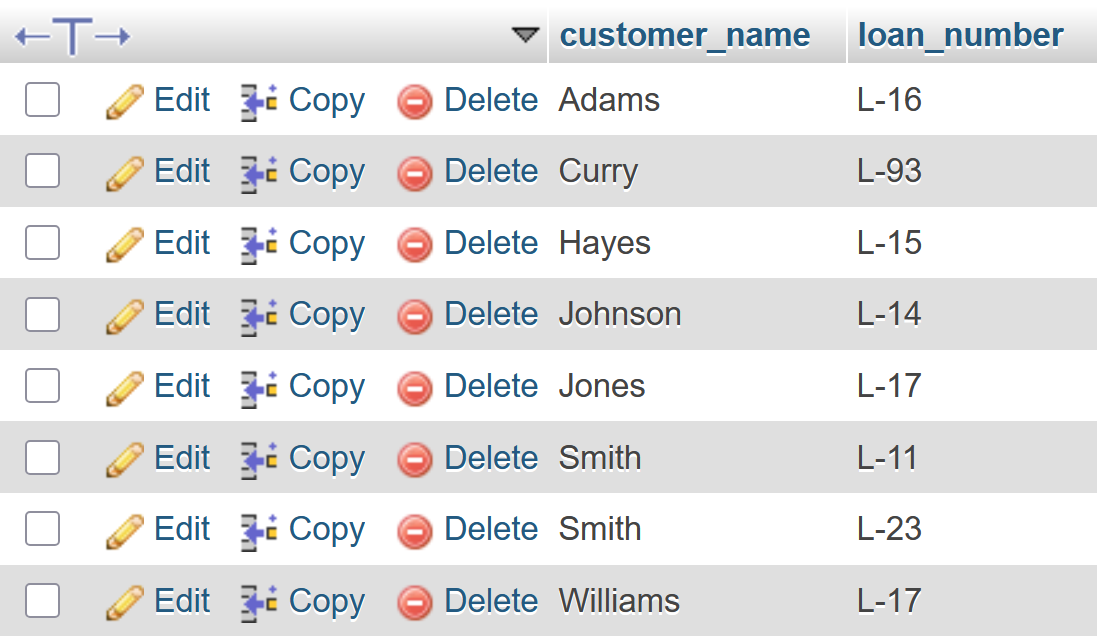 customer_name loan_number
Edit Copy Delete Adams L-16
Edit Copy Delete Curry L-93
Edit Copy Delete Hayes L-15
Edit Copy Delete Johnson L-14
Edit Copy Delete Jones L-17
Edit Copy Delete Smith L-11
Edit Copy Delete Smith L-23
Edit Copy Delete Williams L-17